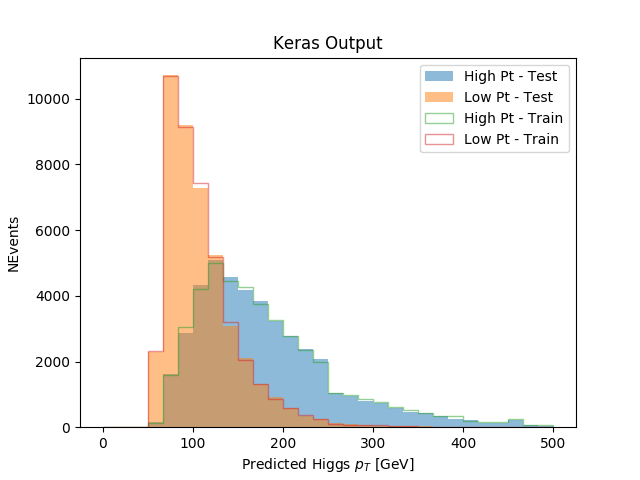 Keras Output
High Pt - Test
Low Pt - Test
High Pt - Train
Low Pt - Train
10000
8000
6000
4000
2000
0
NEvents
0 100 200 300 400 500
Predicted Higgs p_T [GeV]